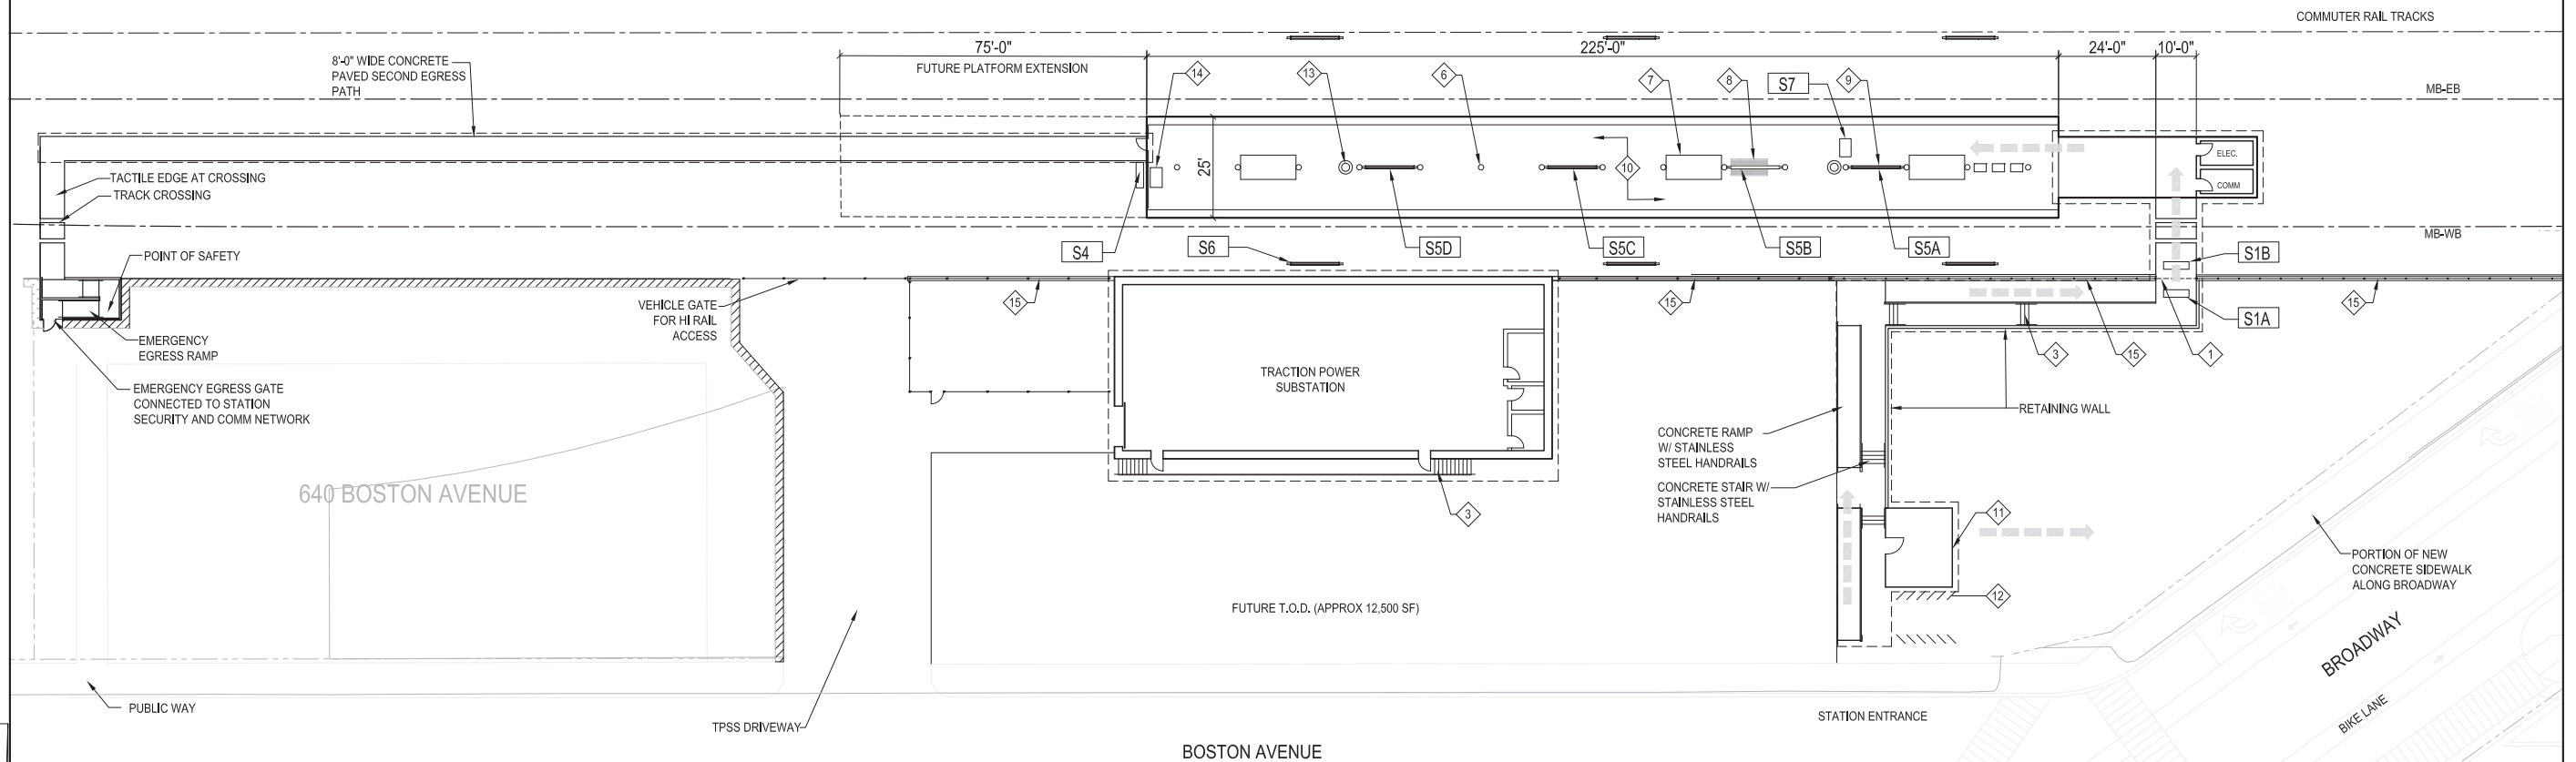 COMMUTER RAIL TRACKS
75'-0"
225'-0"
24'-0"
10'-0"
8'-0" WIDE CONCRETE
PAVED SECOND EGRESS
PATH
FUTURE PLATFORM EXTENSION
14
13
6
7
8
S7
9
MB-EB
25'
10
ELEC.
COMM
TACTILE EDGE AT CROSSING
TRACK CROSSING
MB-WB
S4
S6
S5D
S5C
S5B
S5A
S1B
POINT OF SAFETY
VEHICLE GATE
FOR HI RAIL
ACCESS
15
15
15
S1A
EMERGENCY
EGRESS RAMP
3
15
1
EMERGENCY EGRESS GATE
CONNECTED TO STATION
SECURITY AND COMM NETWORK
TRACTION POWER
SUBSTATION
RETAINING WALL
CONCRETE RAMP
W/ STAINLESS
STEEL HANDRAILS
640 BOSTON AVENUE
CONCRETE STAIR W/
STAINLESS STEEL
HANDRAILS
3
11
PORTION OF NEW
CONCRETE SIDEWALK
ALONG BROADWAY
12
FUTURE T.O.D. (APPROX 12,500 SF)
BROADWAY
PUBLIC WAY
TPSS DRIVEWAY
STATION ENTRANCE
BIKE LANE
BOSTON AVENUE